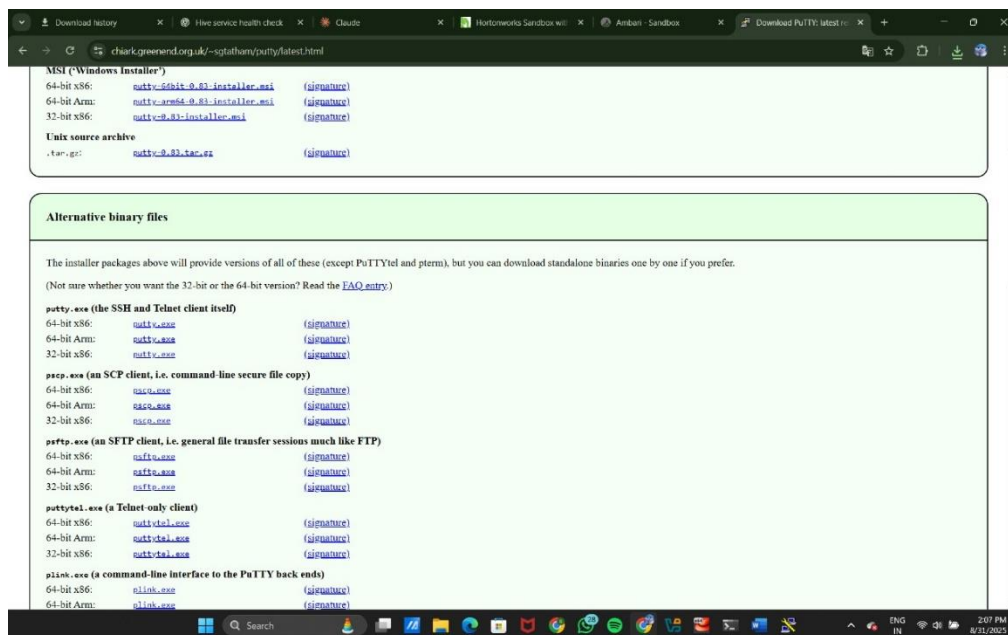 Download history
Hive service health check
Claude
Hortonworks Sandbox with
Ambari - Sandbox
Download PuTTY: latest re
chiark.greenend.org.uk/~sgtatham/putty/latest.html
MSI ('Windows Installer')
64-bit x86: putty-64bit-0.83-installer.msi (signature)
64-bit Arm: putty-arm64-0.83-installer.msi (signature)
32-bit x86: putty-0.83-installer.msi (signature)
Unix source archive
.tar.gz: putty-0.83.tar.gz (signature)
Alternative binary files
The installer packages above will provide versions of all of these (except PuTTYtel and pterm), but you can download standalone binaries one by one if you prefer.
(Not sure whether you want the 32-bit or the 64-bit version? Read the FAQ entry.)
putty.exe (the SSH and Telnet client itself)
64-bit x86: putty.exe (signature)
64-bit Arm: putty.exe (signature)
32-bit x86: putty.exe (signature)
pscp.exe (an SCP client, i.e. command-line secure file copy)
64-bit x86: pscp.exe (signature)
64-bit Arm: pscp.exe (signature)
32-bit x86: pscp.exe (signature)
psftp.exe (an SFTP client, i.e. general file transfer sessions much like FTP)
64-bit x86: psftp.exe (signature)
64-bit Arm: psftp.exe (signature)
32-bit x86: psftp.exe (signature)
puttytel.exe (a Telnet-only client)
64-bit x86: puttytel.exe (signature)
64-bit Arm: puttytel.exe (signature)
32-bit x86: puttytel.exe (signature)
plink.exe (a command-line interface to the PuTTY back ends)
64-bit x86: plink.exe (signature)
64-bit Arm: plink.exe (signature)
Search
28
ENG
IN
2:07 PM
8/31/2025